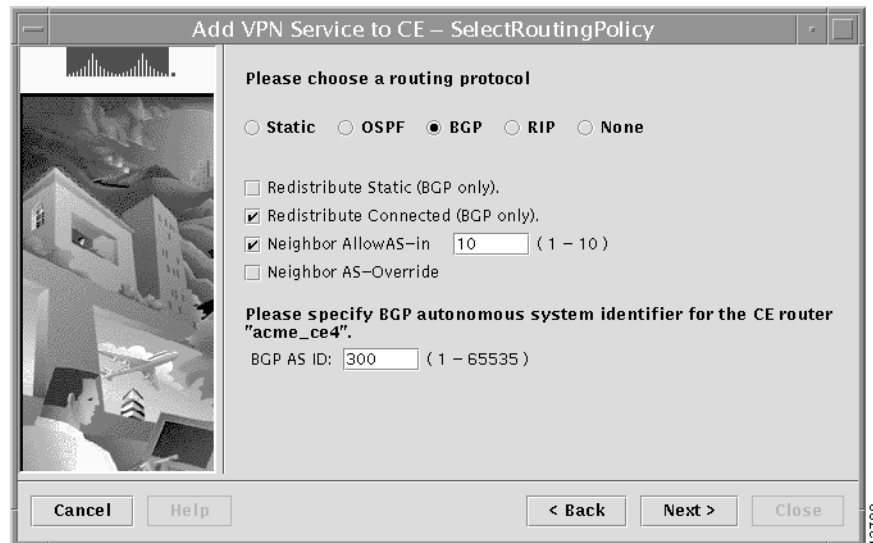 Add VPN Service to CE – SelectRoutingPolicy
Please choose a routing protocol
Static OSPF BGP RIP None
Redistribute Static (BGP only).
Redistribute Connected (BGP only).
Neighbor AllowAS–in 10 ( 1 – 10 )
Neighbor AS–Override
Please specify BGP autonomous system identifier for the CE router
"acme_ce4".
BGP AS ID: 300 ( 1 – 65535 )
Cancel Help < Back Next > Close